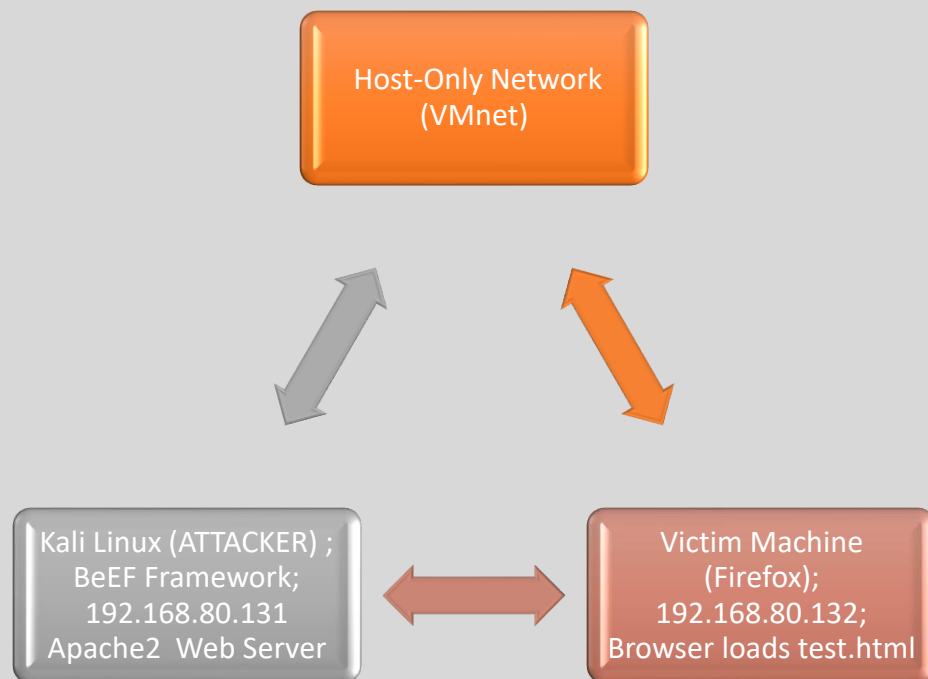 Host-Only Network
(VMnet)
Kali Linux (ATTACKER) ;
BeEF Framework;
192.168.80.131
Apache2  Web Server
Victim Machine
(Firefox);
192.168.80.132;
Browser loads test.html